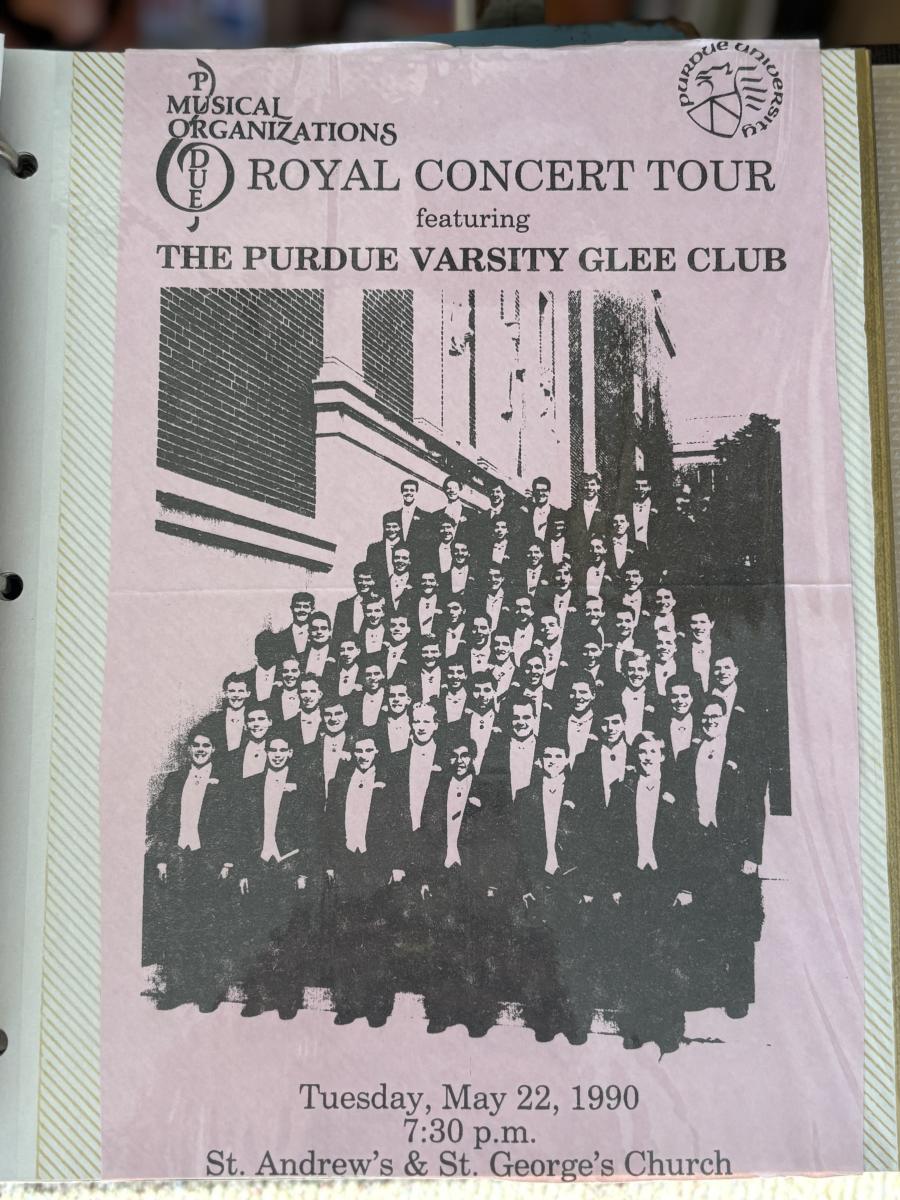 PURDUE
MUSICAL
ORGANIZATIONS
PURDUE UNIVERSITY
ROYAL CONCERT TOUR
featuring
THE PURDUE VARSITY GLEE CLUB
Tuesday, May 22, 1990
7:30 p.m.
St. Andrew's & St. George's Church